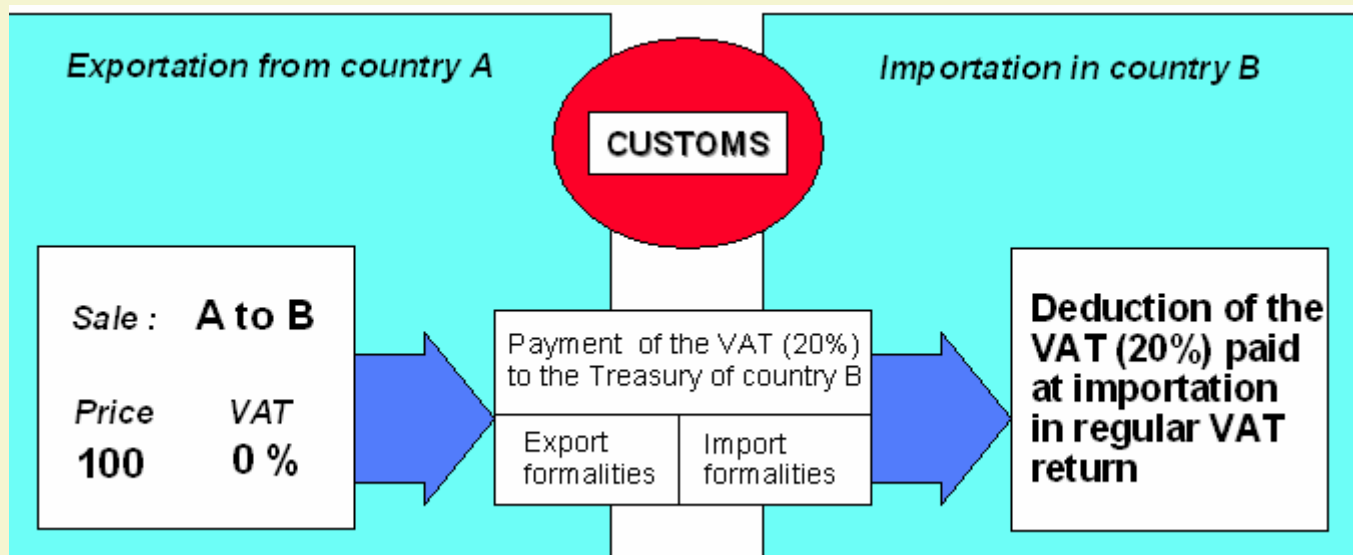 Exportation from country A
Importation in country B
CUSTOMS
Sale : A to B
Price VAT
100 0 %
Payment of the VAT (20%)
to the Treasury of country B
Export
formalities
Import
formalities
Deduction of the
VAT (20%) paid
at importation
in regular VAT
return